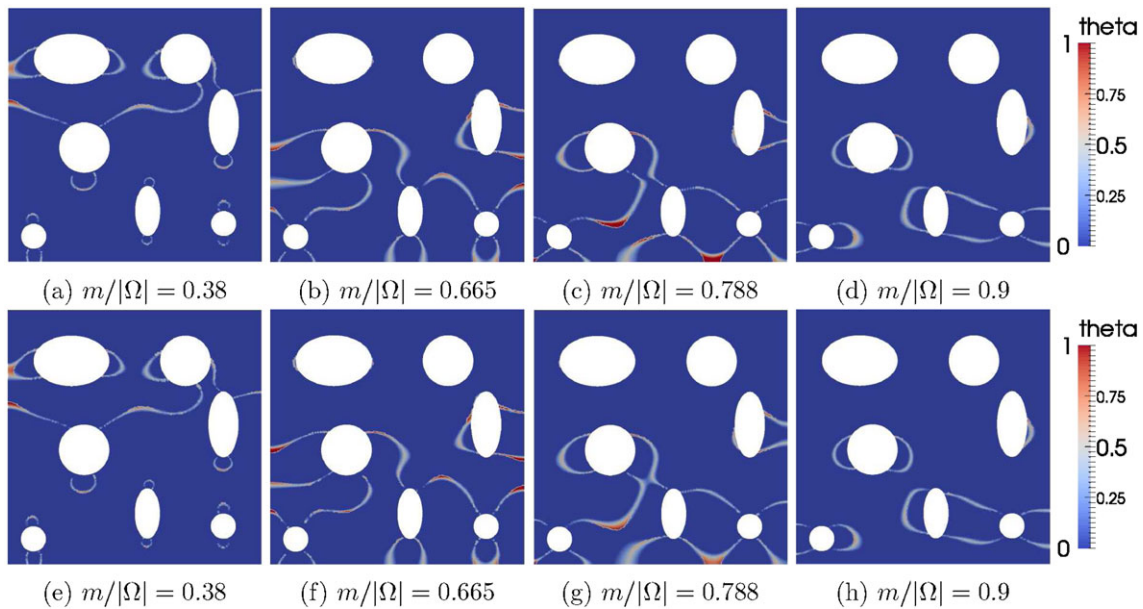 theta
1
0.75
0.5
0.25
0
(a) m/|Ω| = 0.38
(b) m/|Ω| = 0.665
(c) m/|Ω| = 0.788
(d) m/|Ω| = 0.9
theta
1
0.75
0.5
0.25
0
(e) m/|Ω| = 0.38
(f) m/|Ω| = 0.665
(g) m/|Ω| = 0.788
(h) m/|Ω| = 0.9